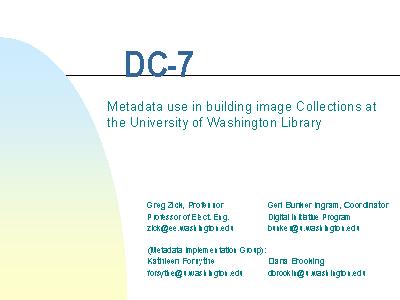 DC-7
Metadata use in building image Collections at
the University of Washington Library
Greg Zick, Professor
Professor of Elect. Eng.
zick@ee.washington.edu
Geri Bunker Ingram, Coordinator
Digital Initiative Program
bunker@u.washington.edu
(Metadata Implementation Group):
Kathleen Forsythe
forsythe@u.washington.edu
Diana Brooking
dbrookin@u.washington.edu